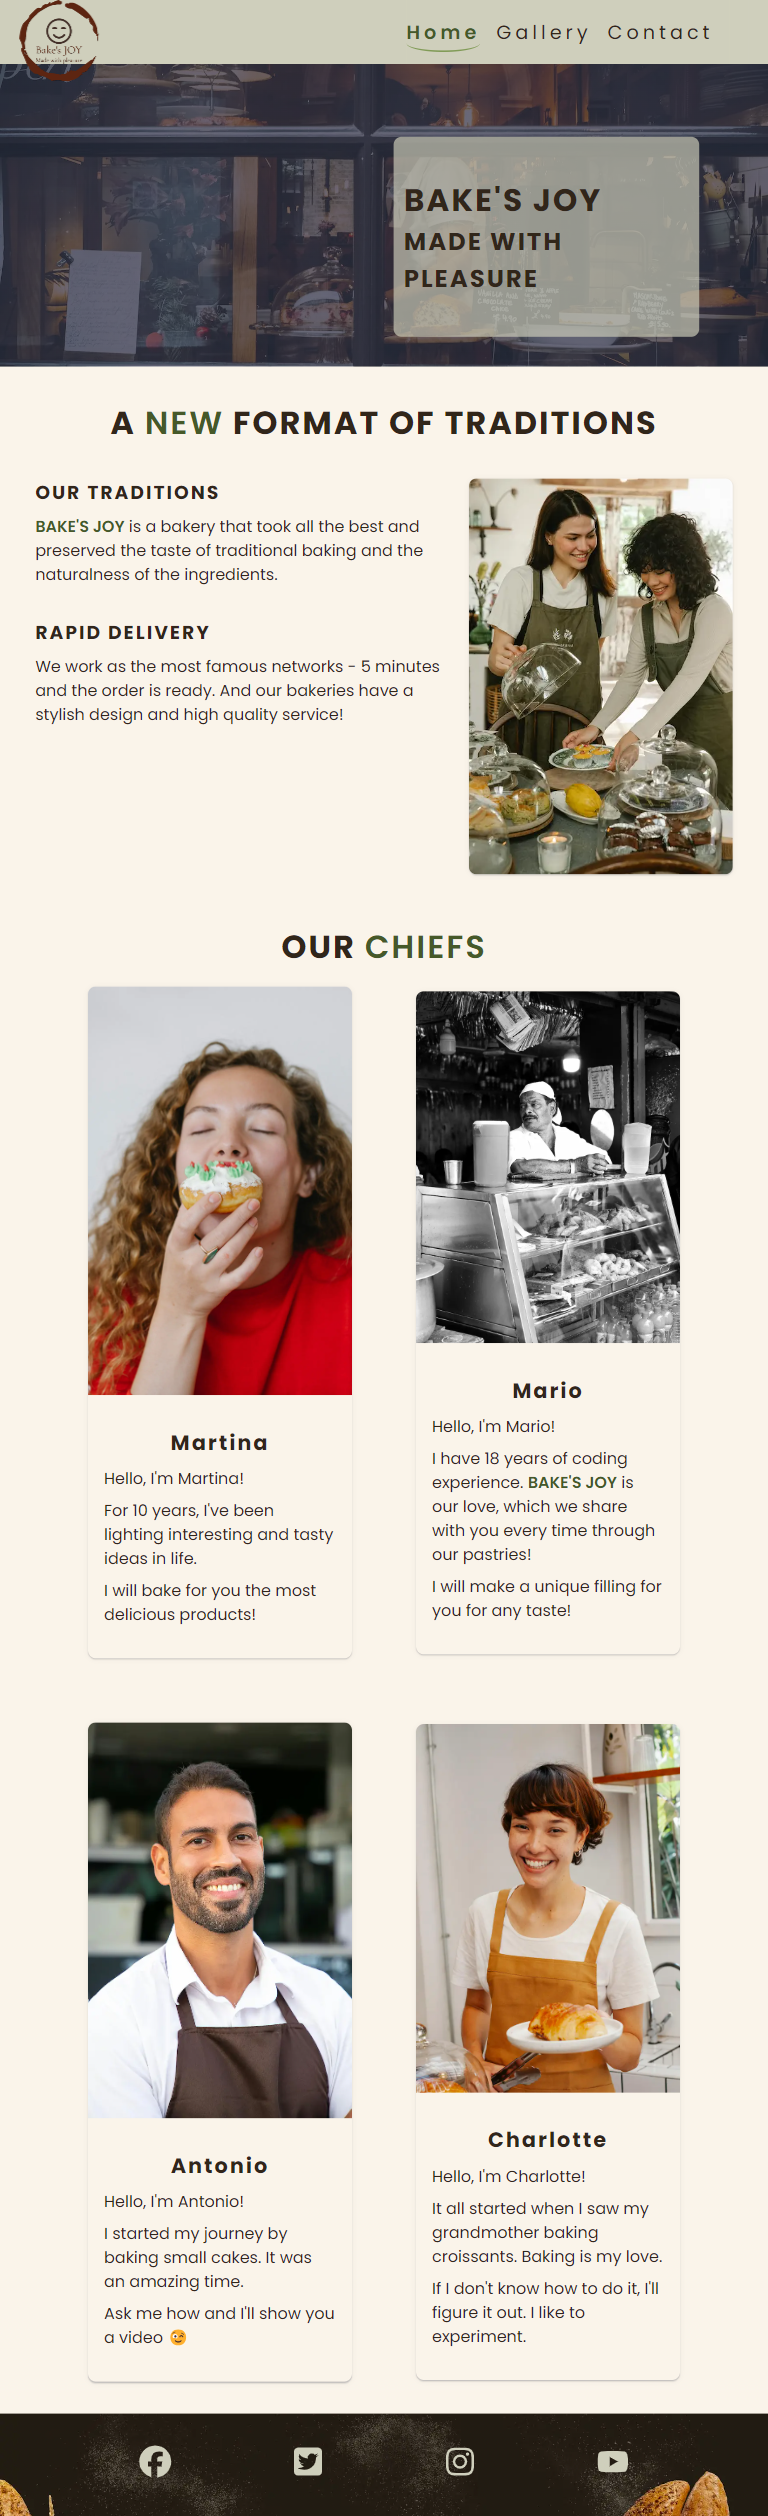 Bake's JOY
Made with pleasure
Home Gallery Contact
BAKE'S JOY
MADE WITH
PLEASURE
A NEW FORMAT OF TRADITIONS
OUR TRADITIONS
BAKE'S JOY is a bakery that took all the best and
preserved the taste of traditional baking and the
naturalness of the ingredients.
RAPID DELIVERY
We work as the most famous networks - 5 minutes
and the order is ready. And our bakeries have a
stylish design and high quality service!
OUR CHIEFS
Martina
Hello, I'm Martina!
For 10 years, I've been
lighting interesting and tasty
ideas in life.
I will bake for you the most
delicious products!
Mario
Hello, I'm Mario!
I have 18 years of coding
experience. BAKE'S JOY is
our love, which we share
with you every time through
our pastries!
I will make a unique filling for
you for any taste!
Antonio
Hello, I'm Antonio!
I started my journey by
baking small cakes. It was
an amazing time.
Ask me how and I'll show you
a video 😉
Charlotte
Hello, I'm Charlotte!
It all started when I saw my
grandmother baking
croissants. Baking is my love.
If I don't know how to do it, I'll
figure it out. I like to
experiment.